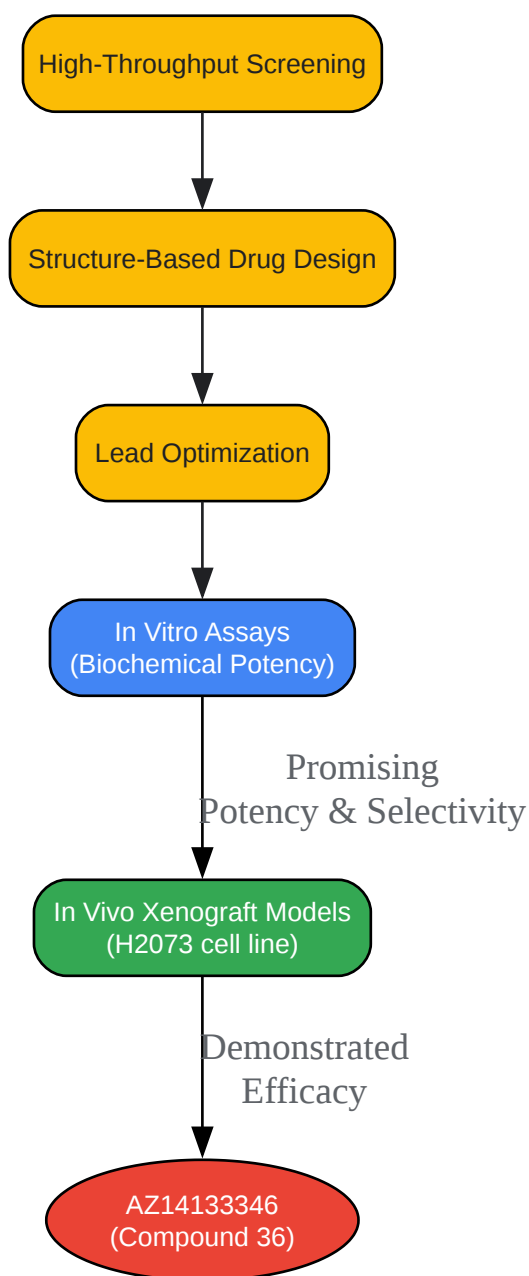 High-Throughput Screening
Structure-Based Drug Design
Lead Optimization
In Vitro Assays
(Biochemical Potency)
Promising
Potency & Selectivity
In Vivo Xenograft Models
(H2073 cell line)
Demonstrated
Efficacy
AZ14133346
(Compound 36)